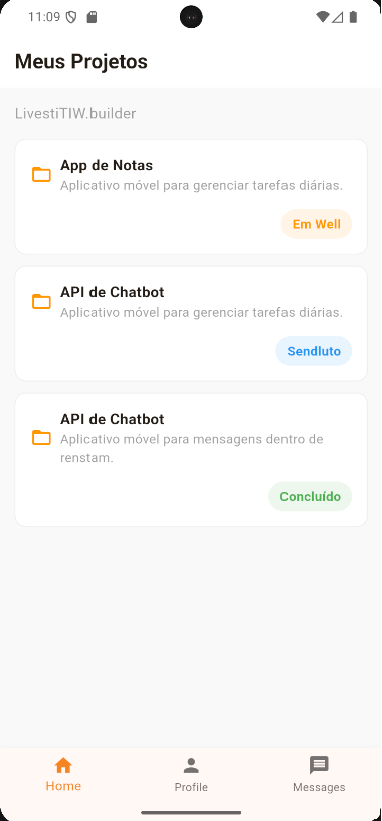 11:09
Meus Projetos
LivestiTIW.builder
App de Notas
Aplicativo móvel para gerenciar tarefas diárias.
Em Well
API de Chatbot
Aplicativo móvel para gerenciar tarefas diárias.
Sendluto
API de Chatbot
Aplicativo móvel para mensagens dentro de
renstam.
Concluído
Home
Profile
Messages